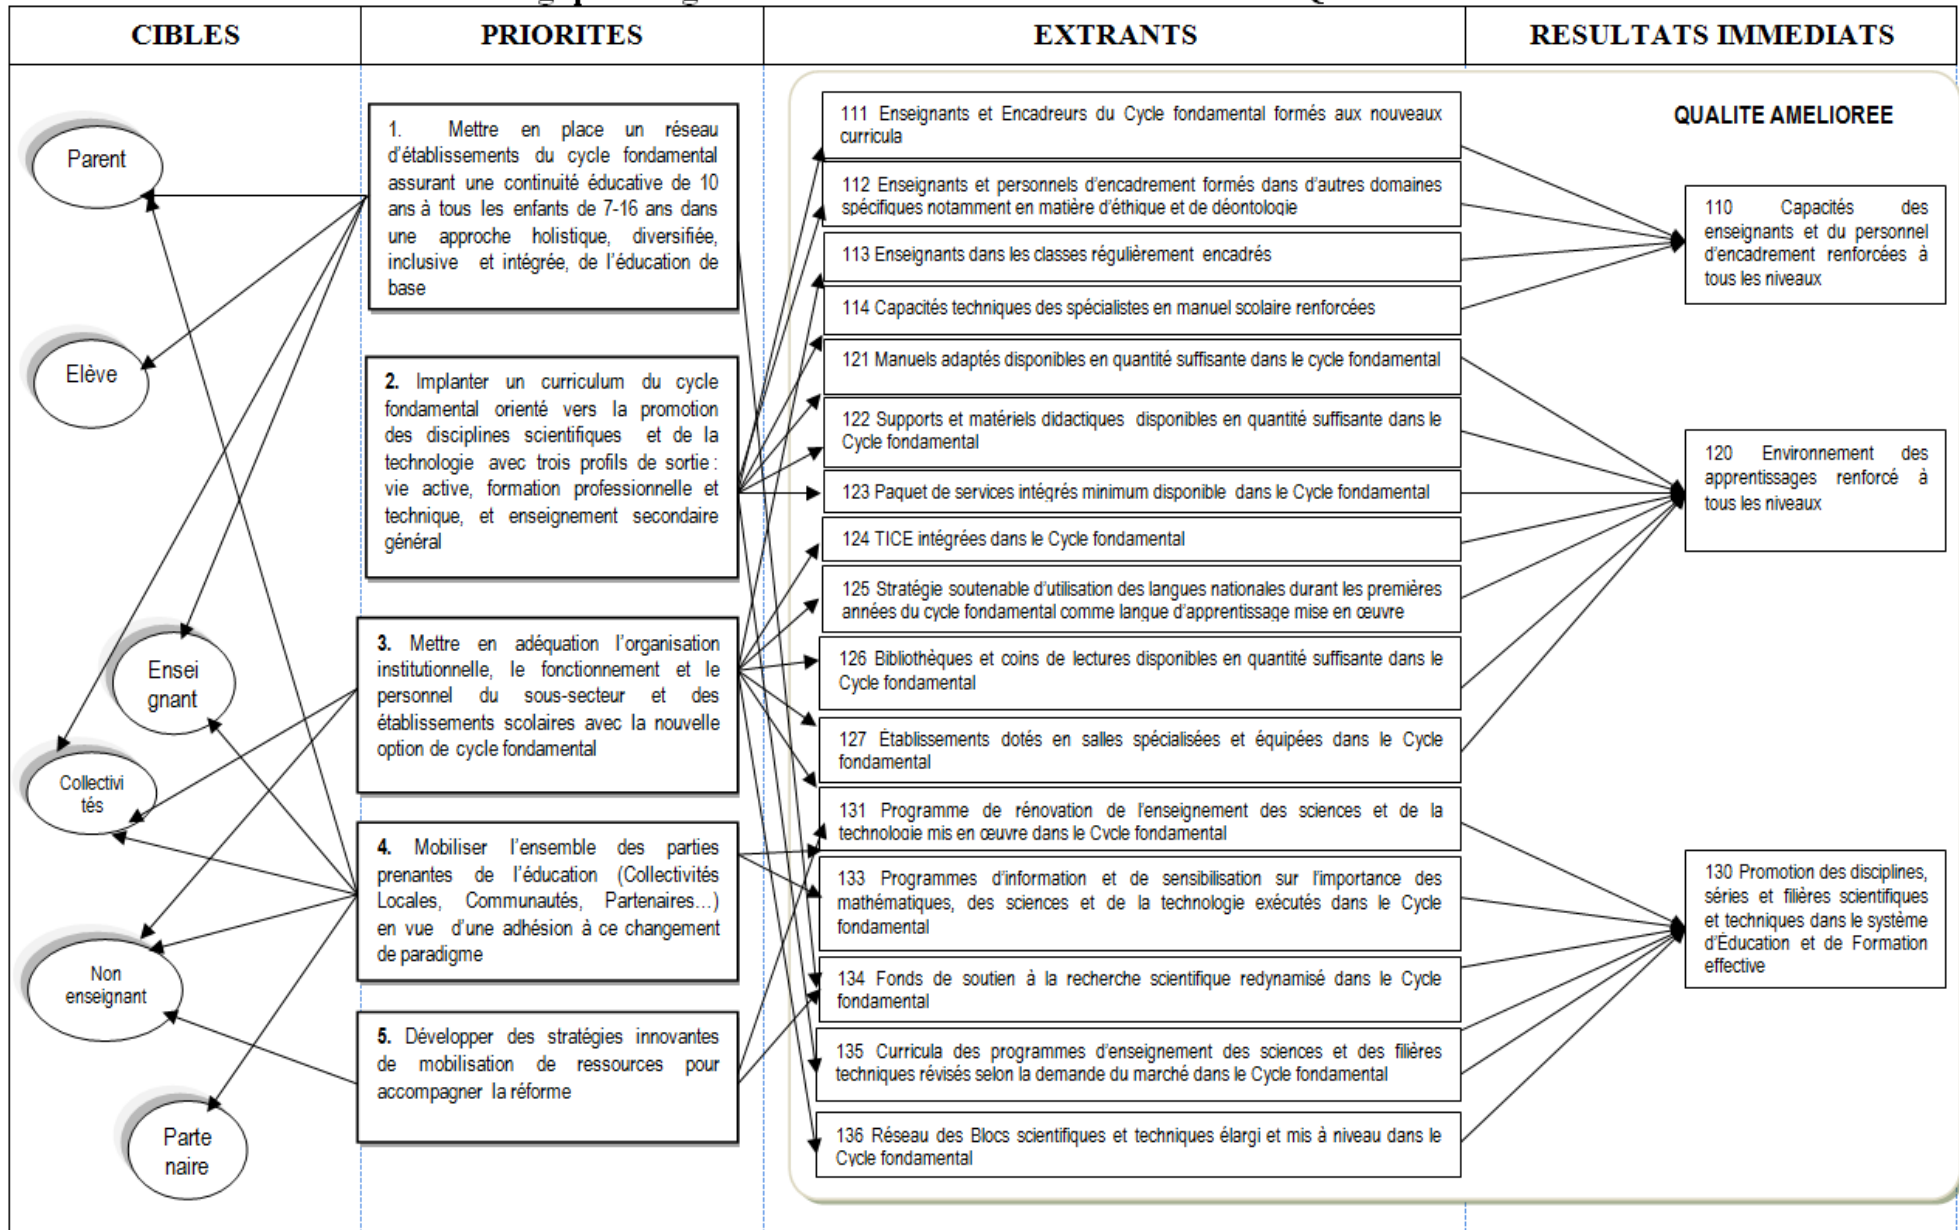 CIBLES
PRIORITES
EXTRANTS
RESULTATS IMMEDIATS
Parent
Elève
Ensei
gnant
Collectivi
tés
Non
enseignant
Parte
naire
1. Mettre en place un réseau
d'établissements du cycle fondamental
assurant une continuité éducative de 10
ans à tous les enfants de 7-16 ans dans
une approche holistique, diversifiée,
inclusive et intégrée, de l'éducation de
base
2. Implanter un curriculum du cycle
fondamental orienté vers la promotion
des disciplines scientifiques et de la
technologie avec trois profils de sortie :
vie active, formation professionnelle et
technique, et enseignement secondaire
général
3. Mettre en adéquation l'organisation
institutionnelle, le fonctionnement et le
personnel du sous-secteur et des
établissements scolaires avec la nouvelle
option de cycle fondamental
4. Mobiliser l'ensemble des parties
prenantes de l'éducation (Collectivités
Locales, Communautés, Partenaires...)
en vue d'une adhésion à ce changement
de paradigme
5. Développer des stratégies innovantes
de mobilisation de ressources pour
accompagner la réforme
111 Enseignants et Encadreurs du Cycle fondamental formés aux nouveaux
curricula
112 Enseignants et personnels d'encadrement formés dans d'autres domaines
spécifiques notamment en matière d'éthique et de déontologie
113 Enseignants dans les classes régulièrement encadrés
114 Capacités techniques des spécialistes en manuel scolaire renforcées
121 Manuels adaptés disponibles en quantité suffisante dans le cycle fondamental
122 Supports et matériels didactiques disponibles en quantité suffisante dans le
Cycle fondamental
123 Paquet de services intégrés minimum disponible dans le Cycle fondamental
124 TICE intégrées dans le Cycle fondamental
125 Stratégie soutenable d'utilisation des langues nationales durant les premières
années du cycle fondamental comme langue d'apprentissage mise en œuvre
126 Bibliothèques et coins de lectures disponibles en quantité suffisante dans le
Cycle fondamental
127 Établissements dotés en salles spécialisées et équipées dans le Cycle
fondamental
131 Programme de rénovation de l'enseignement des sciences et de la
technologie mis en œuvre dans le Cycle fondamental
133 Programmes d'information et de sensibilisation sur l'importance des
mathématiques, des sciences et de la technologie exécutés dans le Cycle
fondamental
134 Fonds de soutien à la recherche scientifique redynamisé dans le Cycle
fondamental
135 Curricula des programmes d'enseignement des sciences et des filières
techniques révisés selon la demande du marché dans le Cycle fondamental
136 Réseau des Blocs scientifiques et techniques élargi et mis à niveau dans le
Cycle fondamental
QUALITE AMELIOREE
110 Capacités des
enseignants et du personnel
d'encadrement renforcées à
tous les niveaux
120 Environnement des
apprentissages renforcé à
tous les niveaux
130 Promotion des disciplines,
séries et filières scientifiques
et techniques dans le système
d'Éducation et de Formation
effective